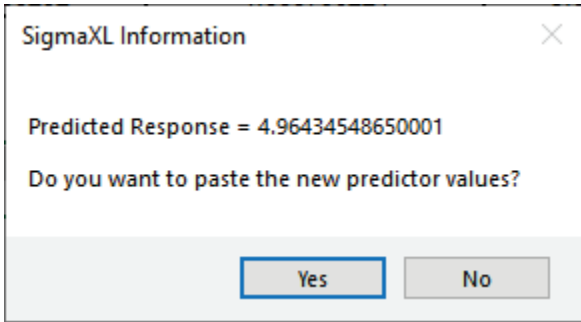 SigmaXL Information
Predicted Response = 4.96434548650001
Do you want to paste the new predictor values?
Yes No